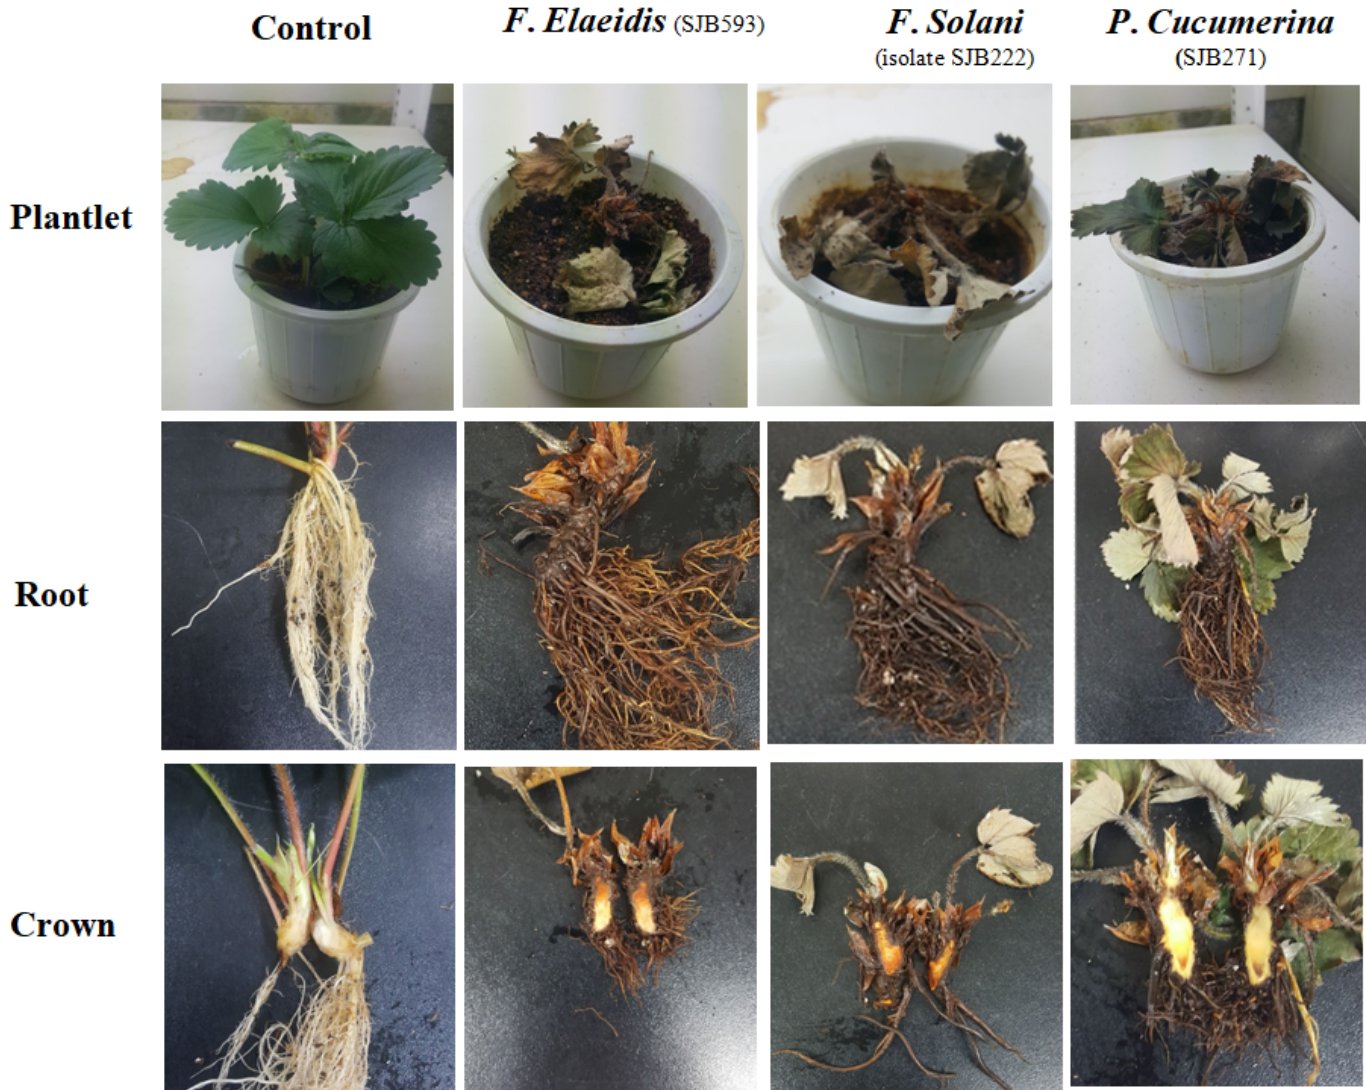 Control
F. Elaeidis (SJB593)
F. Solani
(isolate SJB222)
P. Cucumerina
(SJB271)
Plantlet
Root
Crown